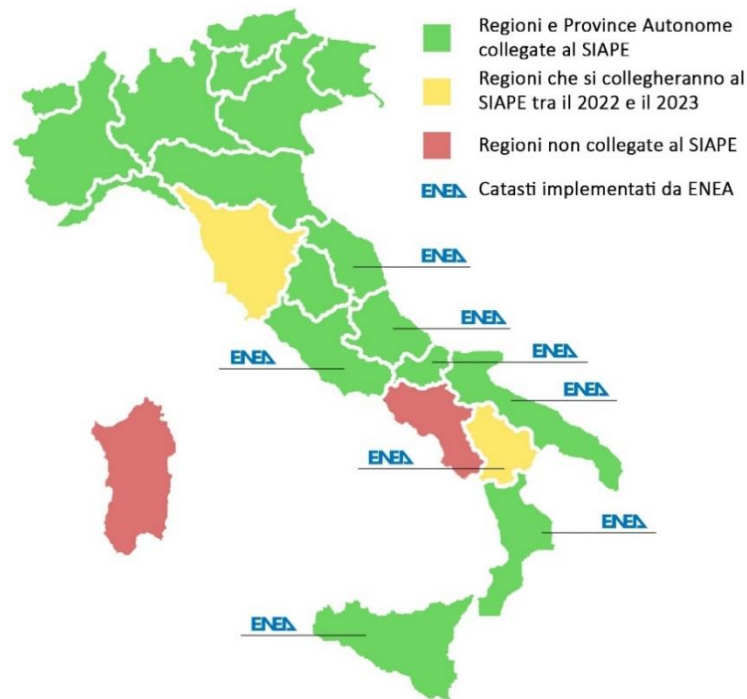 Regioni e Province Autonome
collegate al SIAPE
Regioni che si collegheranno al
SIAPE tra il 2022 e il 2023
Regioni non collegate al SIAPE
ENEA Catasti implementati da ENEA
ENEA
ENEA
ENEA
ENEA
ENEA
ENEA
ENEA
ENEA